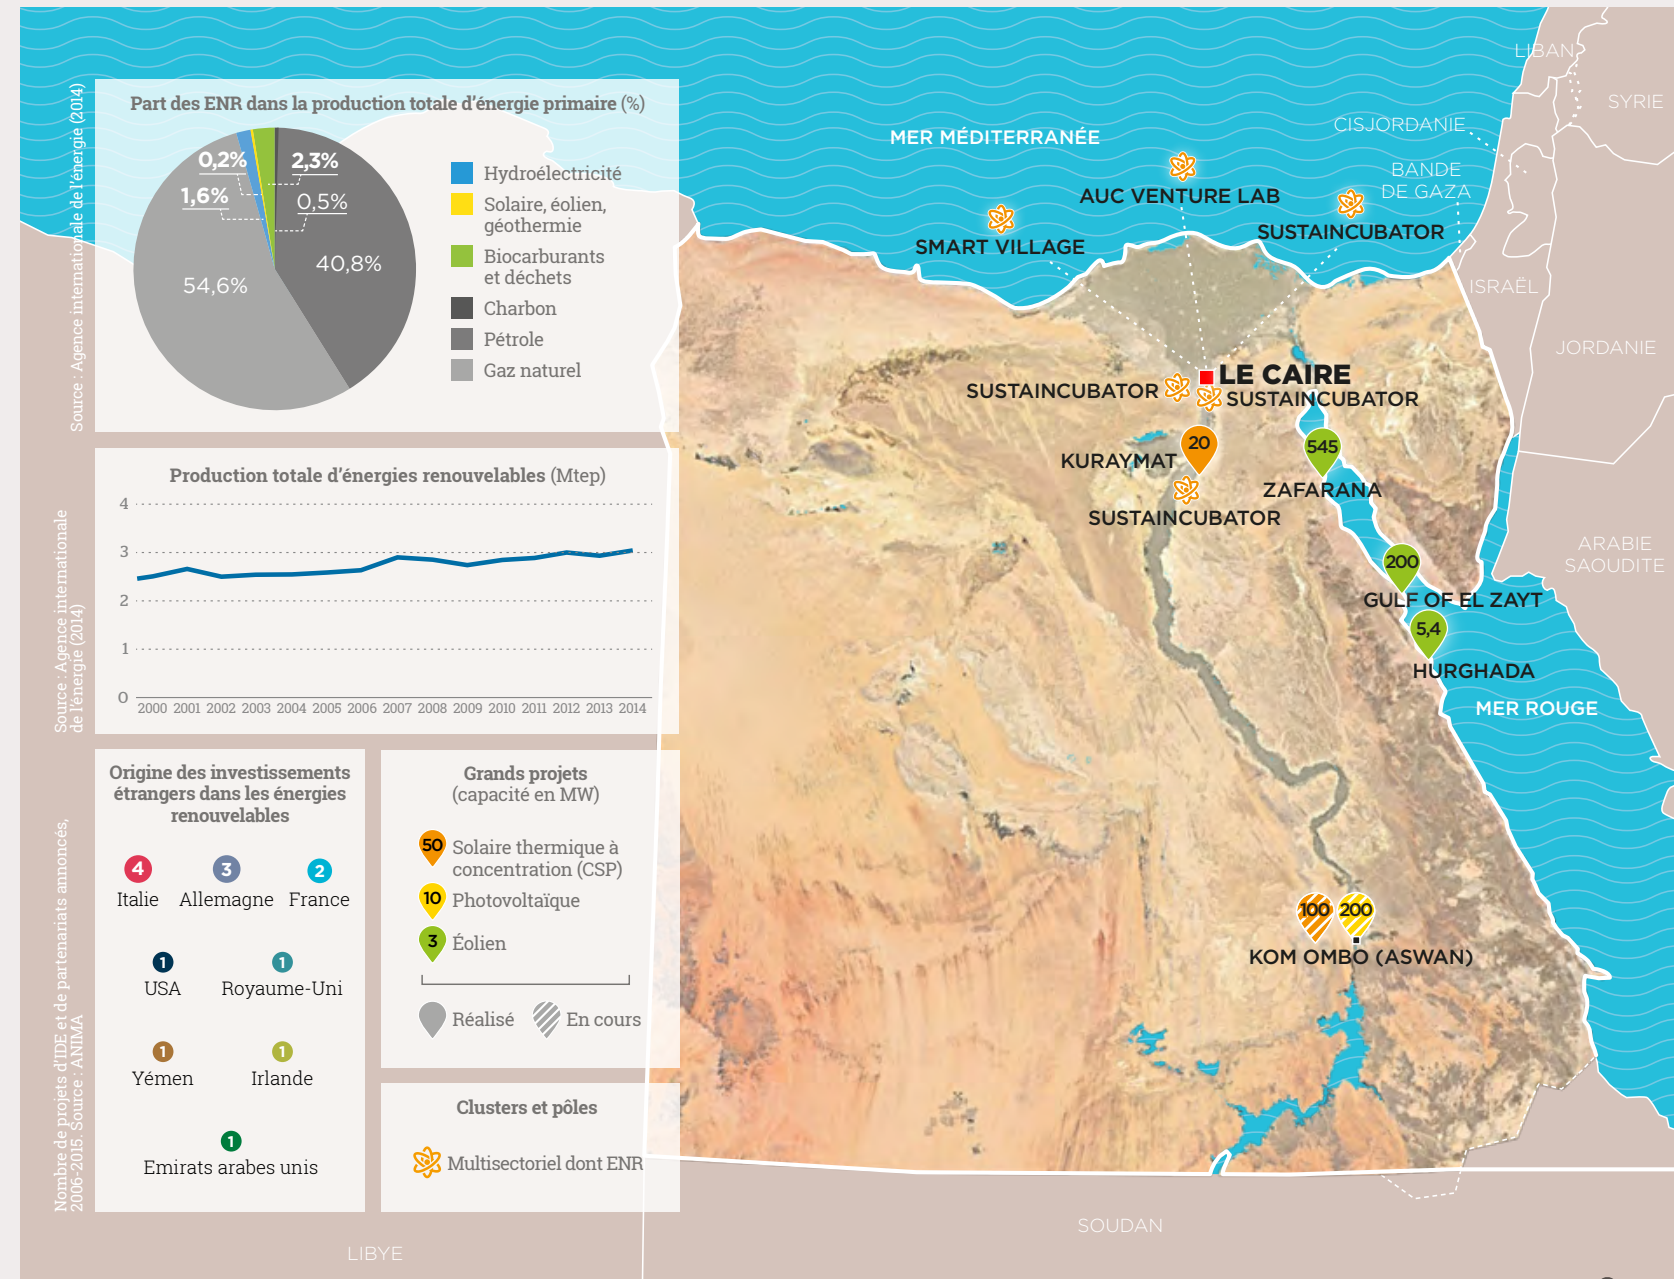 Part des ENR dans la production totale d'énergie primaire (%)
0,2%
2,3%
1,6%
0,5%
40,8%
54,6%
Hydroélectricité
Solaire, éolien,
géothermie
Biocarburants
et déchets
Charbon
Pétrole
Gaz naturel
Source : Agence internationale de l'énergie (2014)
Production totale d'énergies renouvelables (Mtep)
4
3
2
1
0
2000 2001 2002 2003 2004 2005 2006 2007 2008 2009 2010 2011 2012 2013 2014
Source : Agence internationale
de l'énergie (2014)
Origine des investissements
étrangers dans les énergies
renouvelables
4 3 2
Italie Allemagne France
1 1
USA Royaume-Uni
1 1
Yémen Irlande
1
Emirats arabes unis
Nombre de projets d'IDE et de partenariats annoncés,
2006-2015. Source : ANIMA
Grands projets
(capacité en MW)
50 Solaire thermique à
concentration (CSP)
10 Photovoltaïque
3 Éolien
Réalisé En cours
Clusters et pôles
Multisectoriel dont ENR
LIBAN
SYRIE
CISJORDANIE
MER MÉDITERRANÉE
BANDE
DE GAZA
AUC VENTURE LAB
SUSTAINCUBATOR
SMART VILLAGE
ISRAËL
JORDANIE
LE CAIRE
SUSTAINCUBATOR
SUSTAINCUBATOR
20
545
KURAYMAT
ZAFARANA
SUSTAINCUBATOR
ARABIE
SAOUDITE
200
GULF OF EL ZAYT
5,4
HURGHADA
MER ROUGE
100 200
KOM OMBO (ASWAN)
SOUDAN
LIBYE